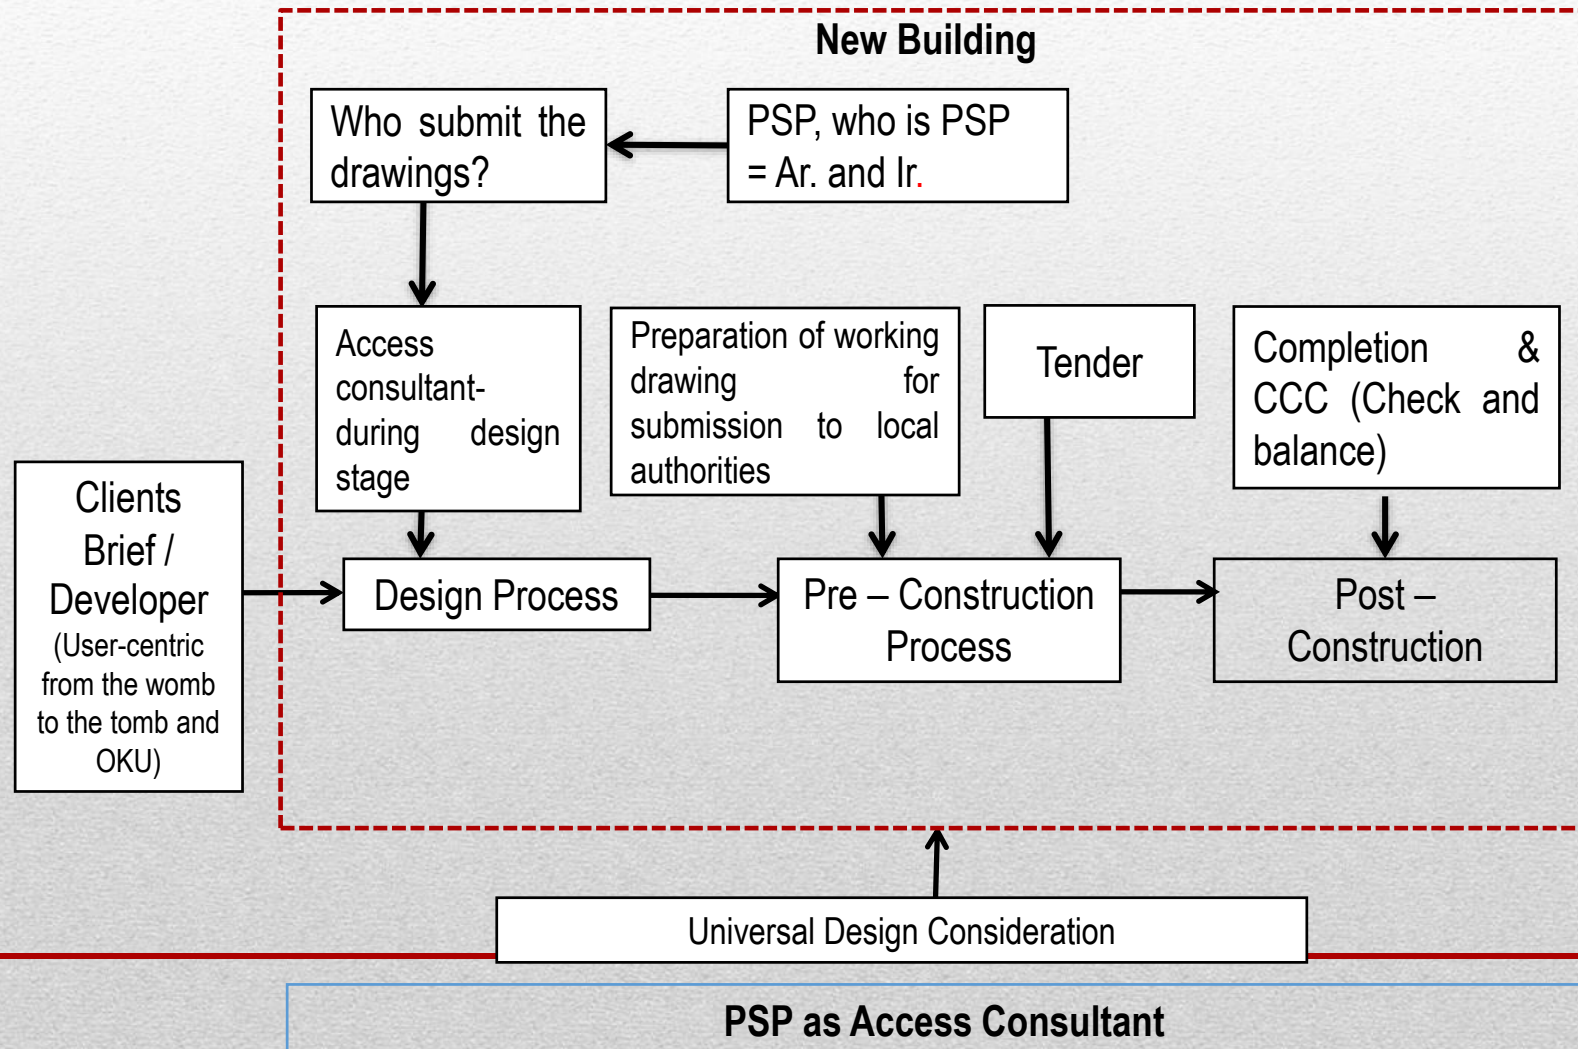 New Building
Who submit the
drawings?
PSP, who is PSP
= Ar. and Ir.
Access
consultant-
during design
stage
Preparation of working
drawing for
submission to local
authorities
Tender
Completion &
CCC (Check and
balance)
Clients
Brief /
Developer
(User-centric
from the womb
to the tomb and
OKU)
Design Process
Pre – Construction
Process
Post –
Construction
Universal Design Consideration
PSP as Access Consultant